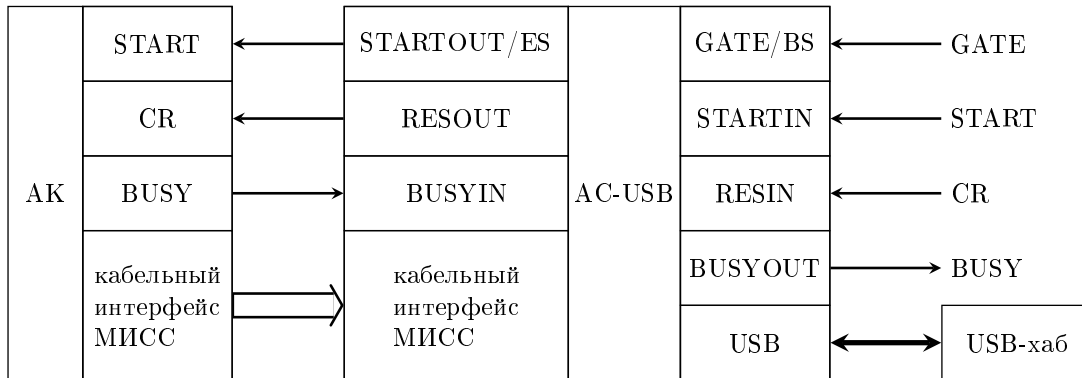 START STARTOUT/ES GATE/BS GATE
CR RESOUT STARTIN START
АК BUSY BUSYIN AC-USB RESIN CR
BUSYOUT BUSY
кабельный кабельный
интерфейс интерфейс
МИСС МИСС
USB USB-хаб